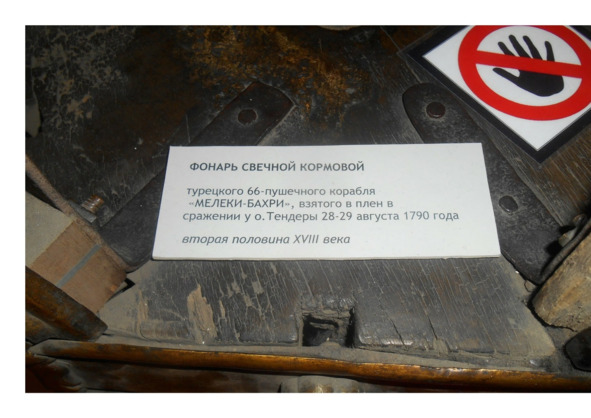 ФОНАРЬ СВЕЧНОЙ КОРМОВОЙ
турецкого 66-пушечного корабля
«МЕЛЕКИ-БАХРИ», взятого в плен в
сражении у о.Тендеры 28-29 августа 1790 года
вторая половина XVIII века